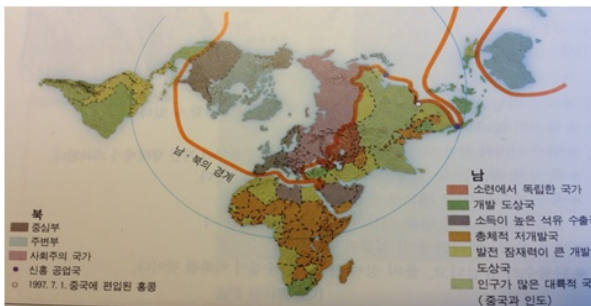 남·북의 경계
북
중심부
주변부
사회주의 국가
신흥 공업국
1997. 7. 1. 중국에 편입된 홍콩
남
소련에서 독립한 국가
개발 도상국
소득이 높은 석유 수출
총체적 저개발국
발전 잠재력이 큰 개발
도상국
인구가 많은 대륙적 국
(중국과 인도)